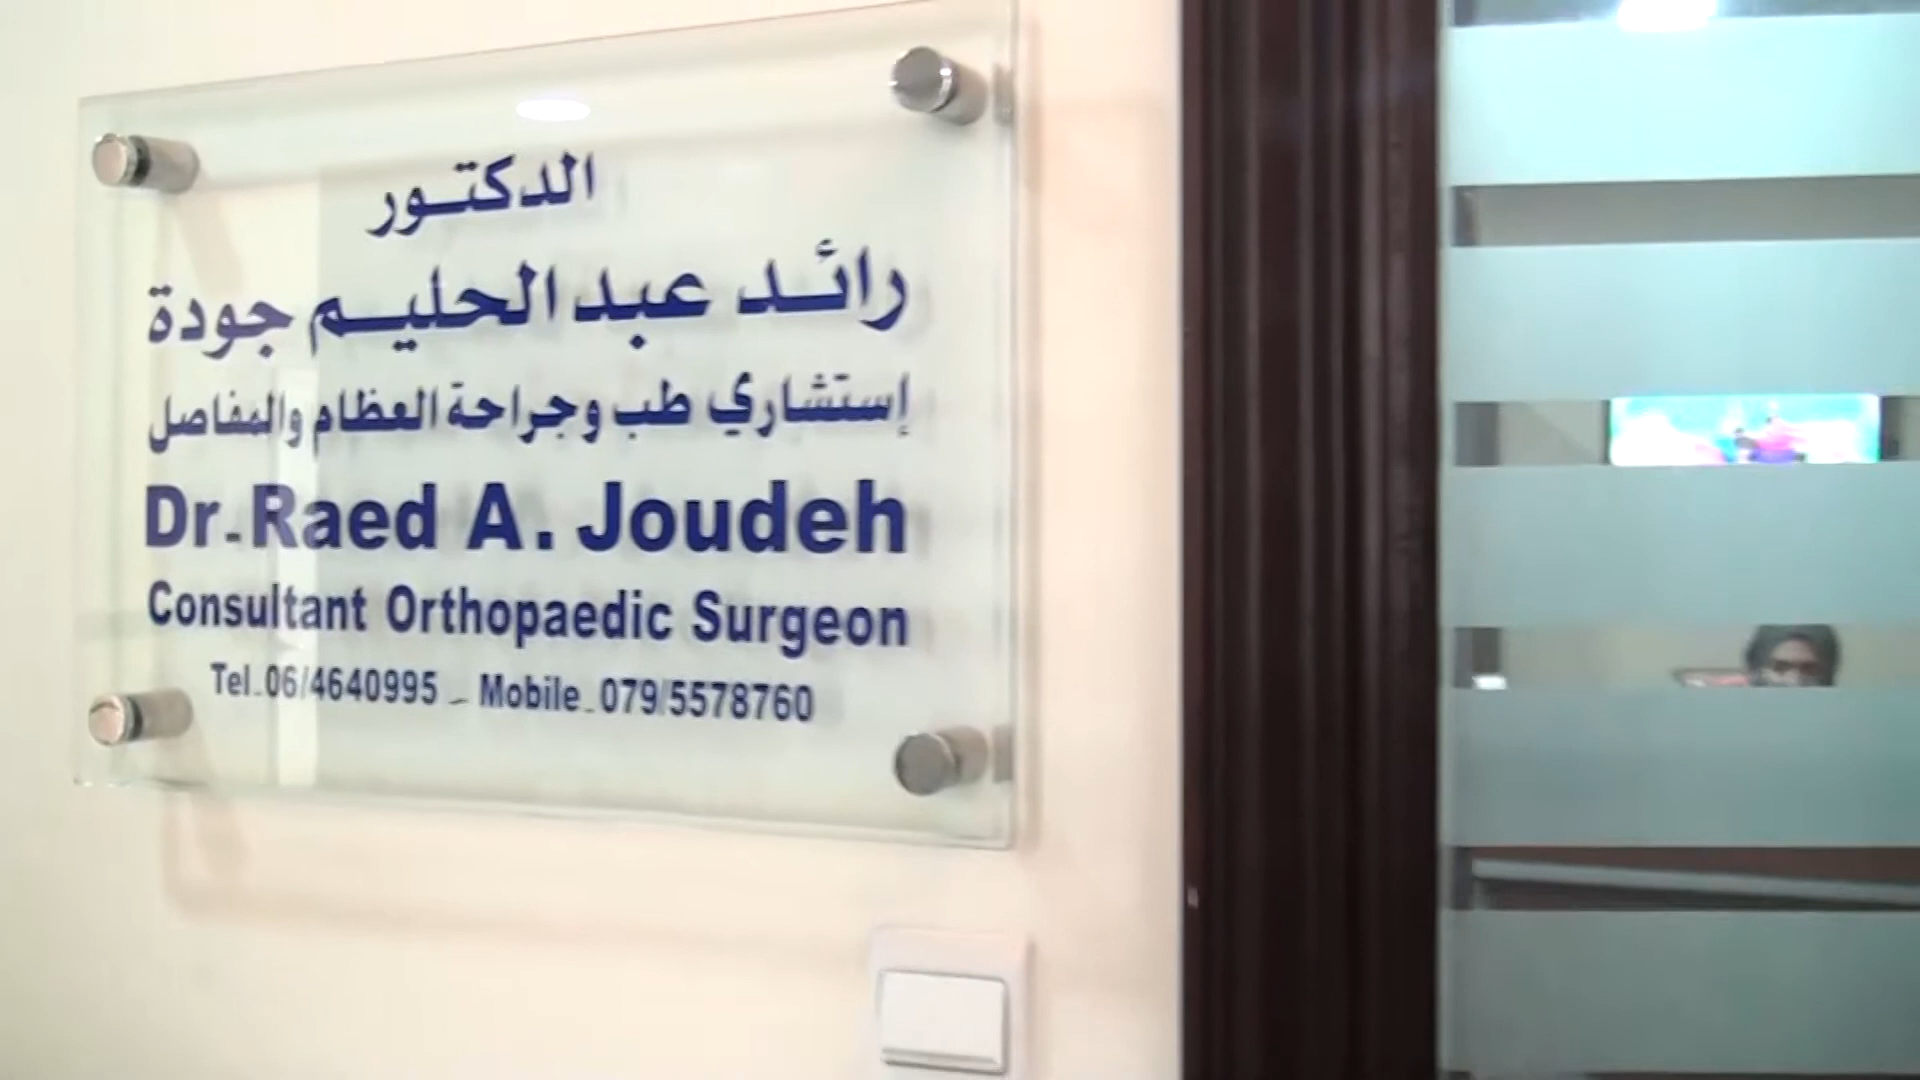 الدكتور
رائد عبد الحليم جودة
إستشاري طب وجراحة العظام والمفاصل
Dr. Raed A. Joudeh
Consultant Orthopaedic Surgeon
Tel. 06/4640995 - Mobile. 079/5578760